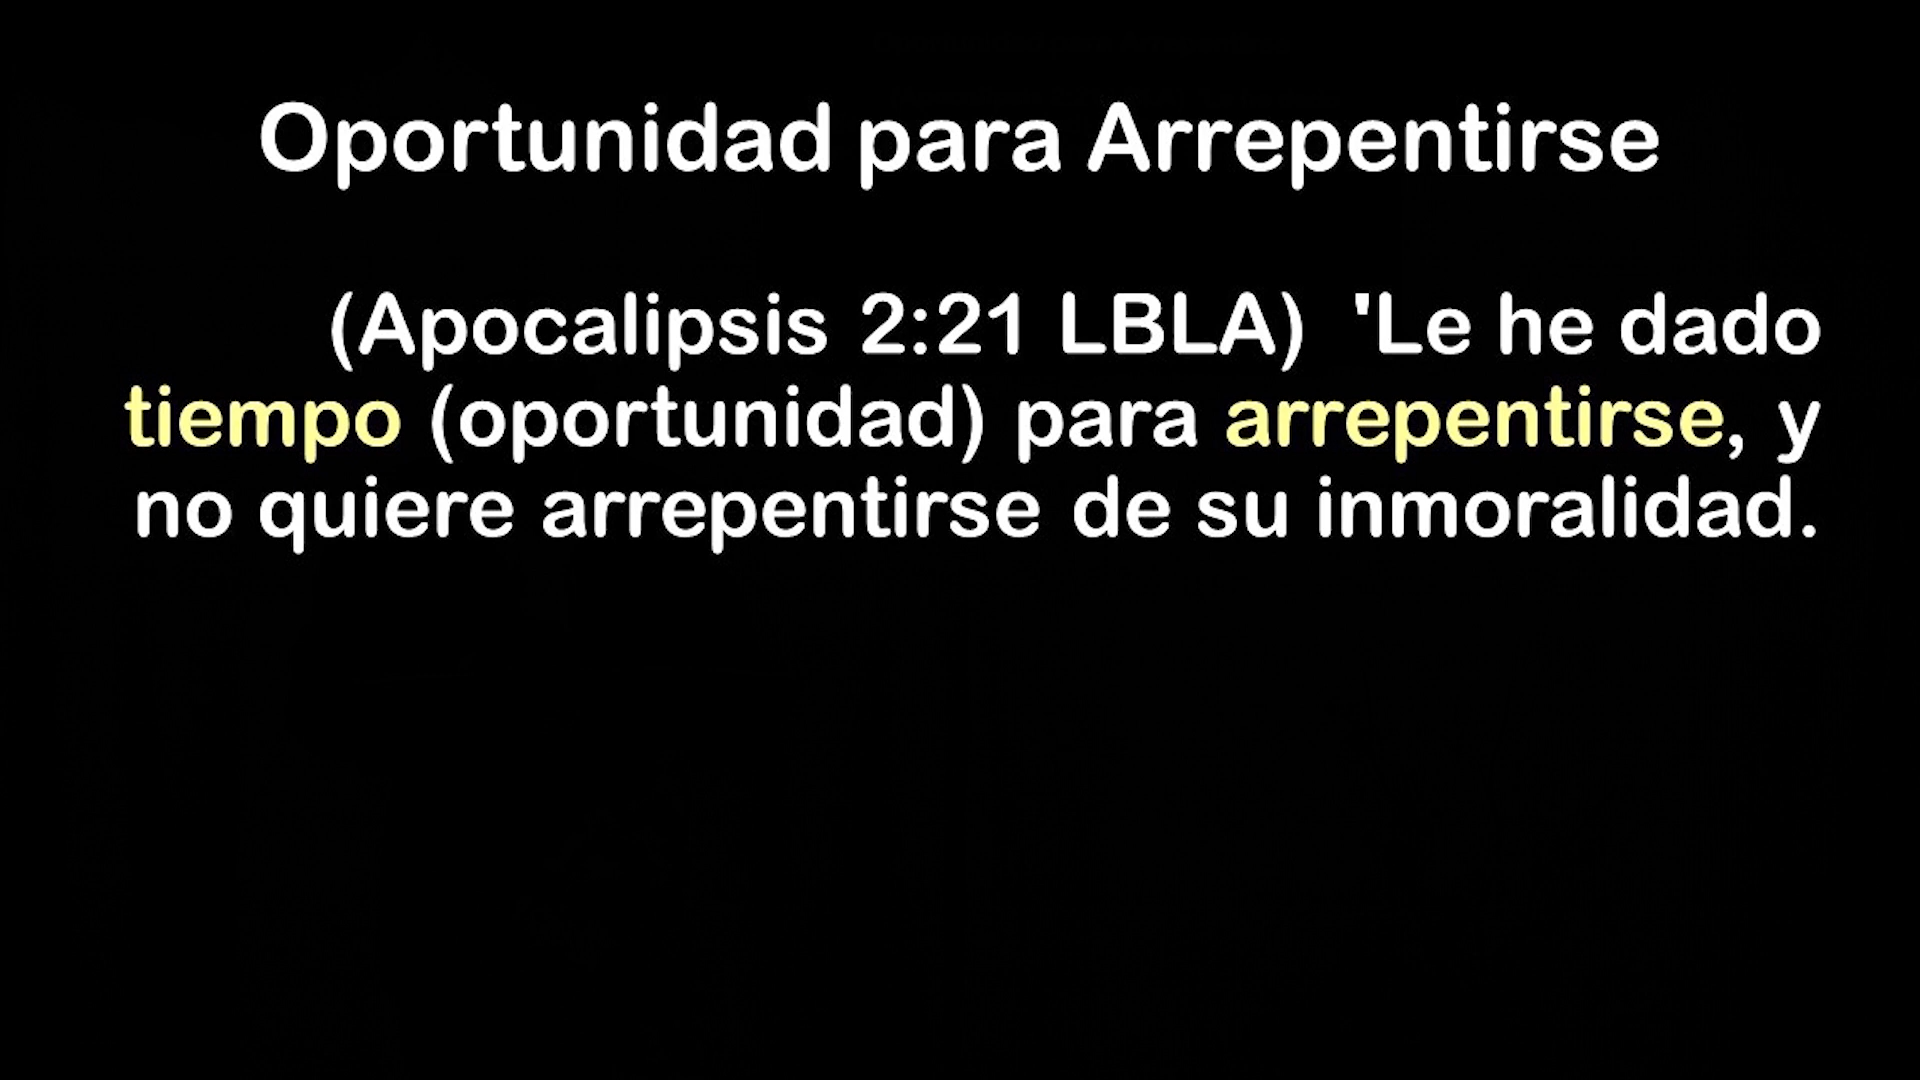 Oportunidad para Arrepentirse
(Apocalipsis 2:21 LBLA) 'Le he dado
tiempo (oportunidad) para arrepentirse, y
no quiere arrepentirse de su inmoralidad.